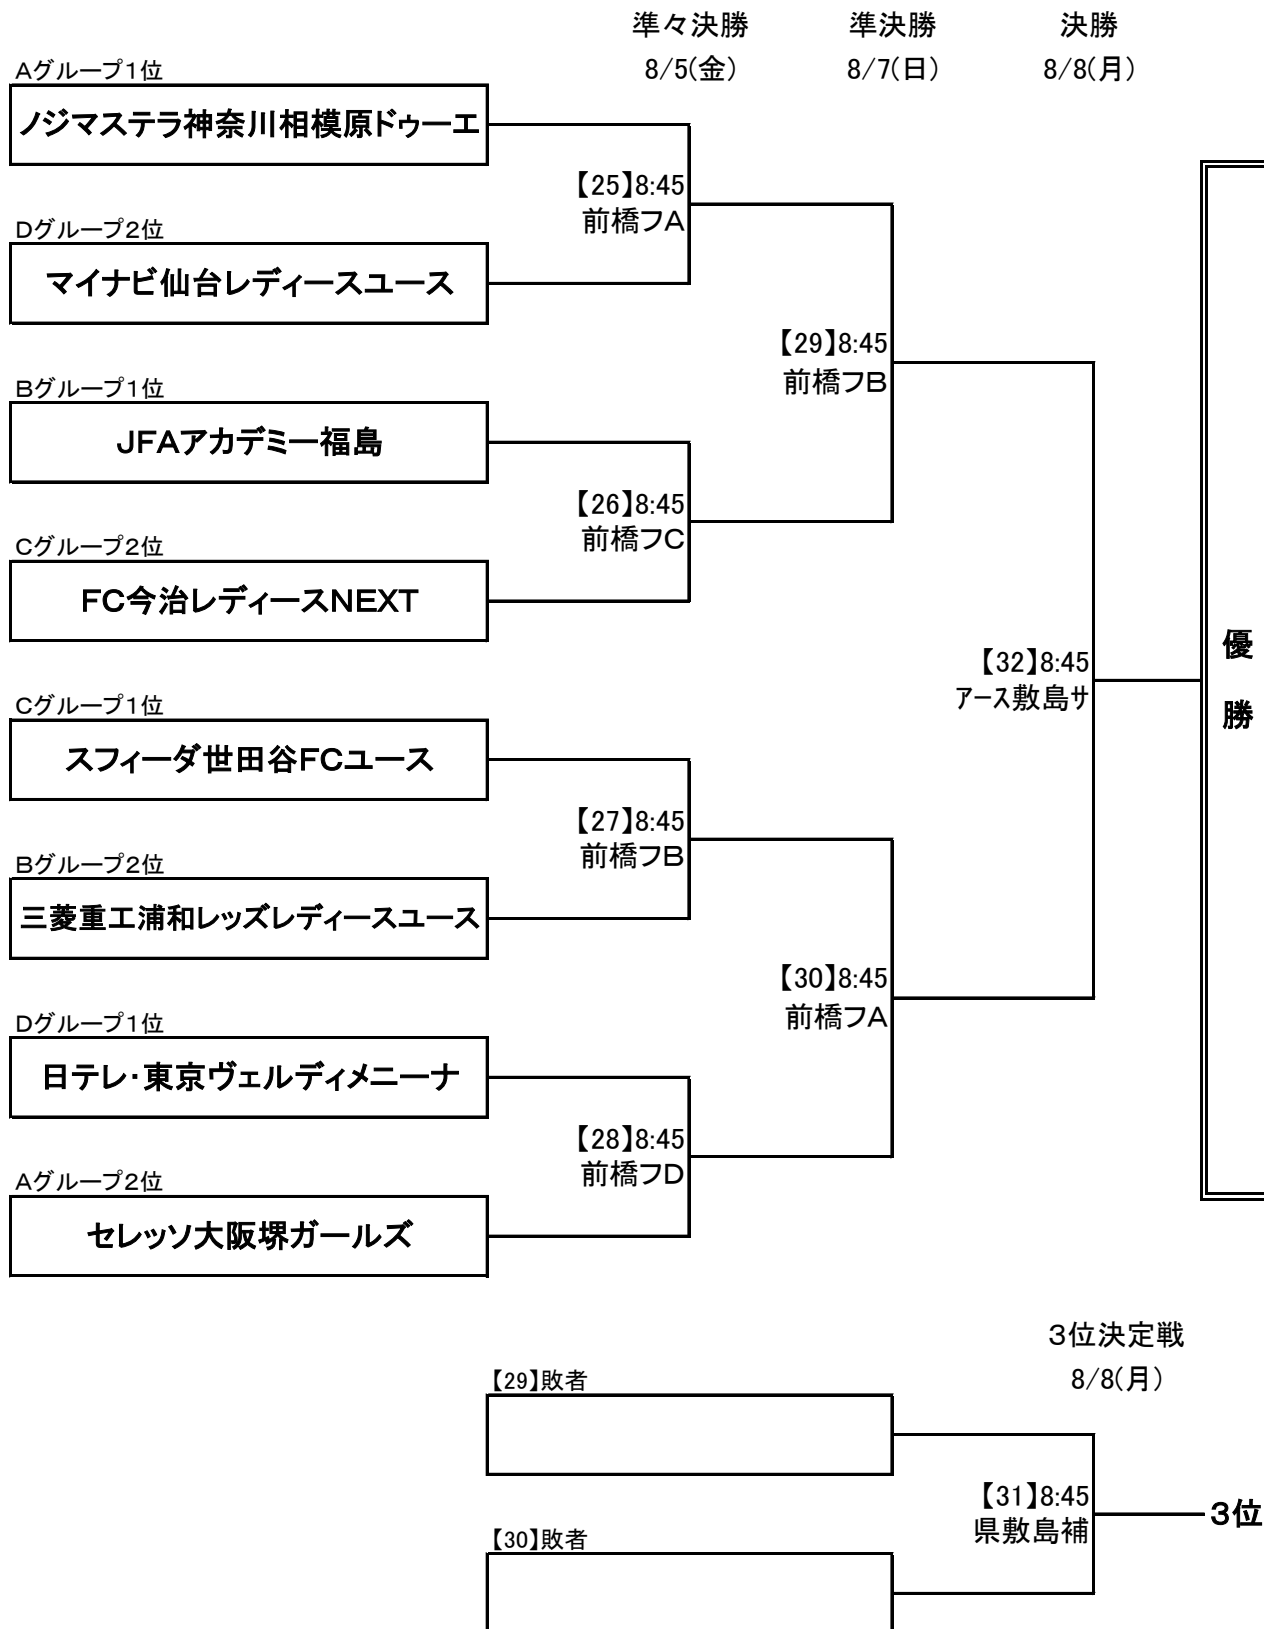 準々決勝 準決勝 決勝
8/5(金) 8/7(日) 8/8(月)
Aグループ1位
ノジマステラ神奈川相模原ドゥーエ
【25】8:45
前橋フA
Dグループ2位
マイナビ仙台レディースユース
【29】8:45
前橋フB
Bグループ1位
JFAアカデミー福島
【26】8:45
前橋フC
Cグループ2位
FC今治レディースNEXT
【32】8:45
アース敷島サ
優
勝
Cグループ1位
スフィーダ世田谷FCユース
【27】8:45
前橋フB
Bグループ2位
三菱重工浦和レッズレディースユース
【30】8:45
前橋フA
Dグループ1位
日テレ・東京ヴェルディメニーナ
【28】8:45
前橋フD
Aグループ2位
セレッソ大阪堺ガールズ
3位決定戦
8/8(月)
【29】敗者
【31】8:45
県敷島補
3位
【30】敗者